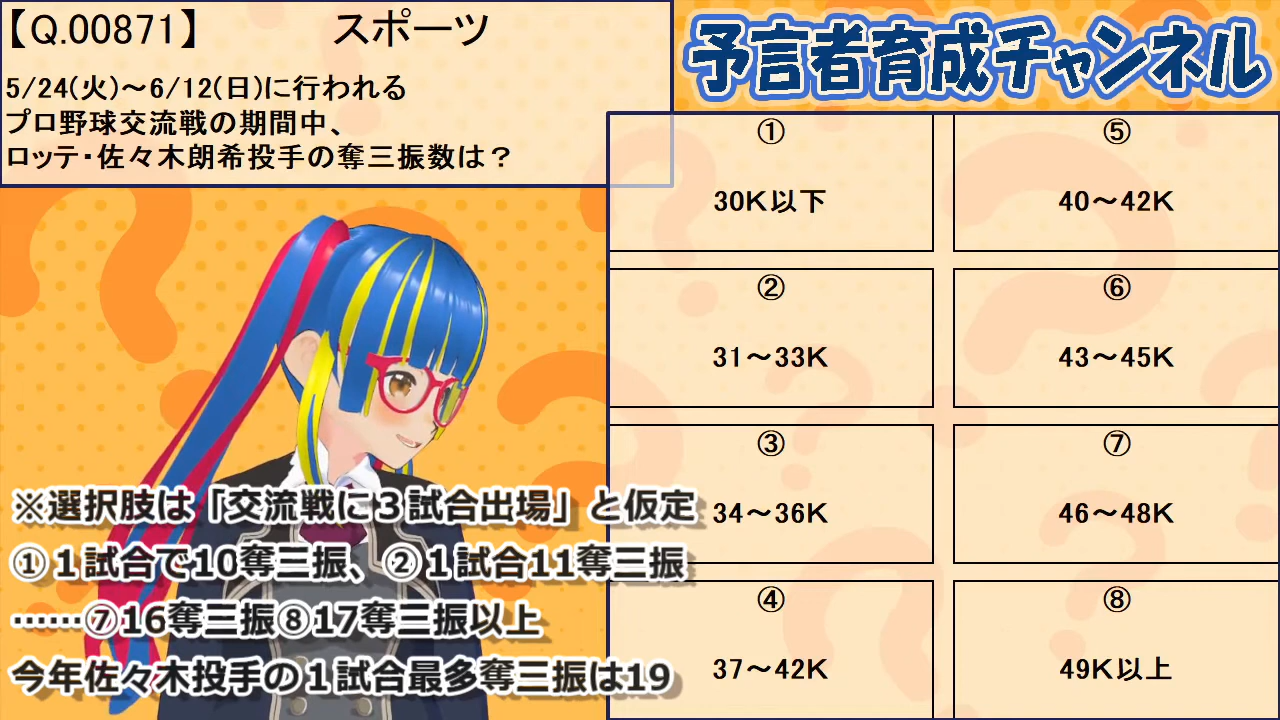 【Q.00871】 スポーツ
5/24(火)～6/12(日)に行われる
プロ野球交流戦の期間中、
ロッテ・佐々木朗希投手の奪三振数は？
予言者育成チャンネル
①
30K以下
②
31～33K
③
34～36K
④
37～42K
⑤
40～42K
⑥
43～45K
⑦
46～48K
⑧
49K以上
※選択肢は「交流戦に３試合出場」と仮定
①１試合で10奪三振、②１試合11奪三振
……⑦16奪三振⑧17奪三振以上
今年佐々木投手の１試合最多奪三振は19